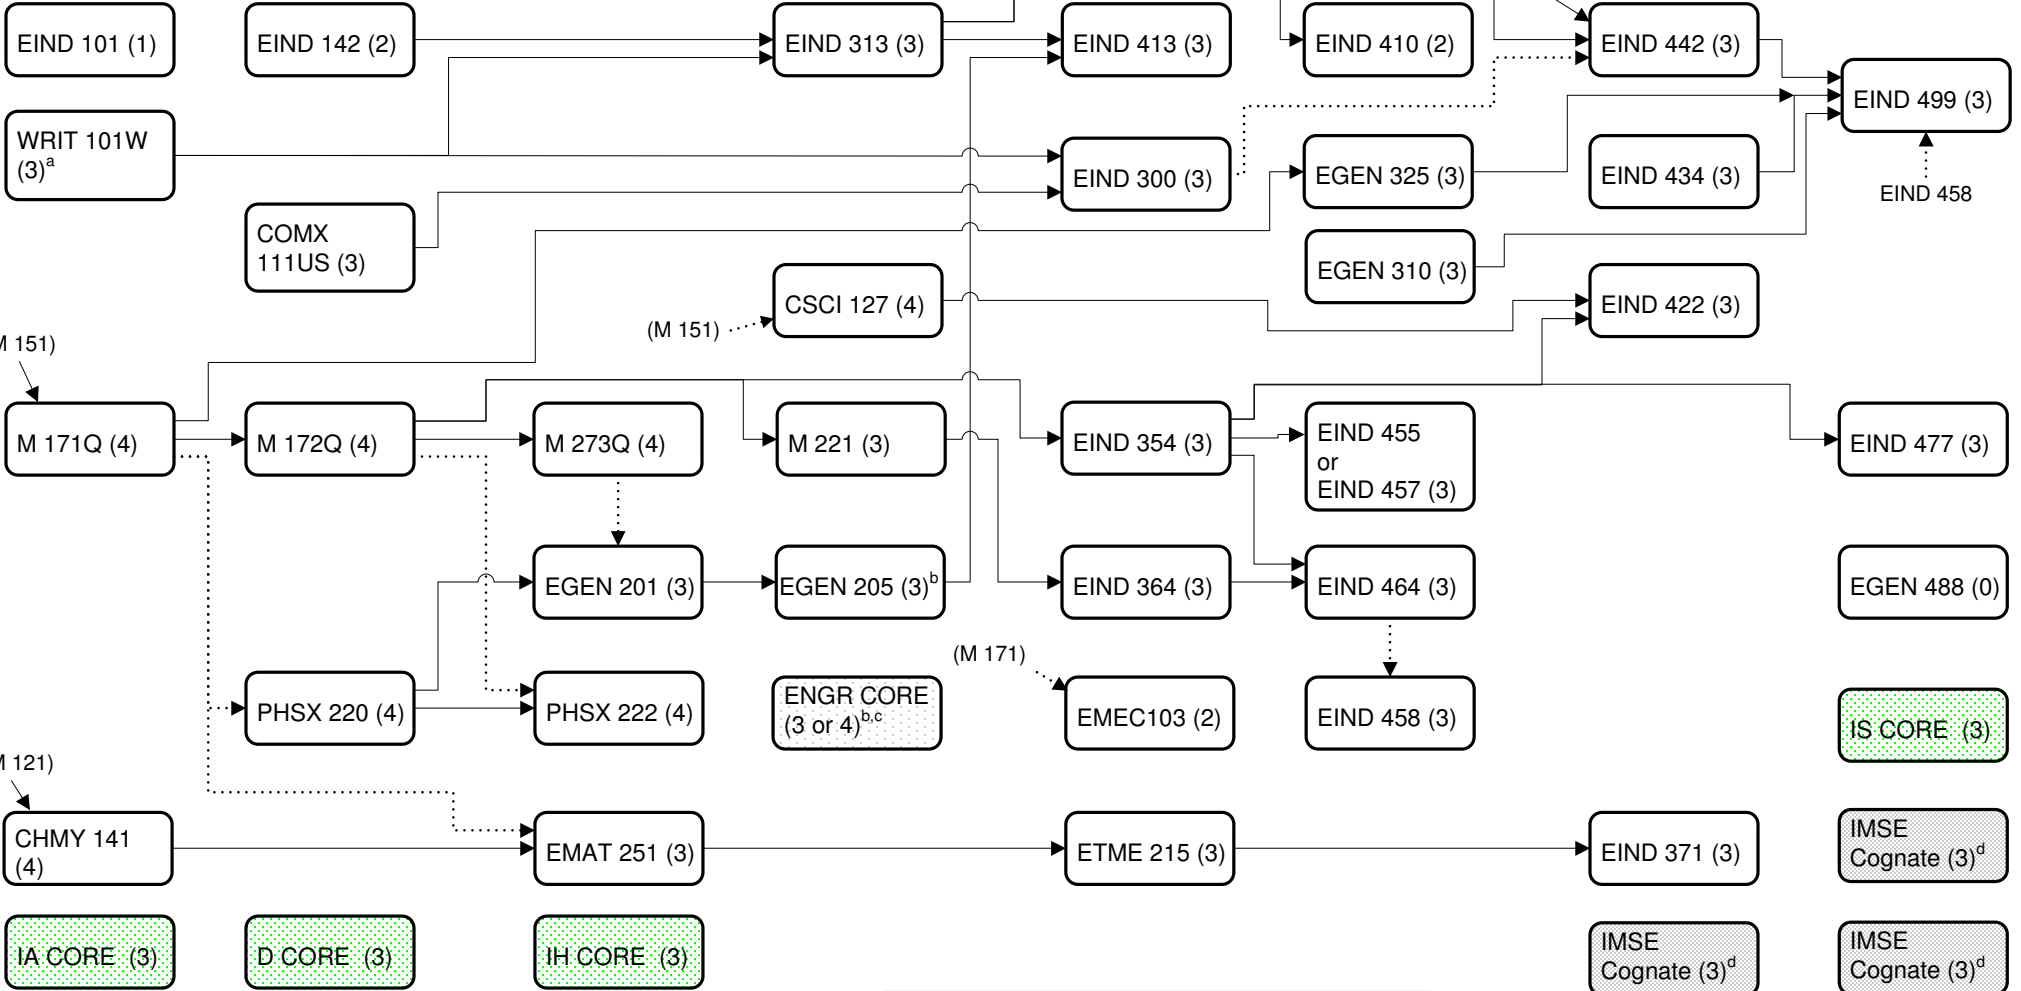 EIND 101 (1)
EIND 142 (2)
EIND 313 (3)
EIND 413 (3)
EIND 410 (2)
EIND 442 (3)
EIND 499 (3)
WRIT 101W
(3)a
EIND 300 (3)
EGEN 325 (3)
EIND 434 (3)
EIND 458
COMX
111US (3)
EGEN 310 (3)
(M 151)
CSCI 127 (4)
EIND 422 (3)
M 151)
M 171Q (4)
M 172Q (4)
M 273Q (4)
M 221 (3)
EIND 354 (3)
EIND 455
or
EIND 457 (3)
EIND 477 (3)
EGEN 201 (3)
EGEN 205 (3)b
EIND 364 (3)
EIND 464 (3)
EGEN 488 (0)
(M 171)
PHSX 220 (4)
PHSX 222 (4)
ENGR CORE
(3 or 4)b,c
EMEC103 (2)
EIND 458 (3)
IS CORE (3)
M 121)
CHMY 141
(4)
EMAT 251 (3)
ETME 215 (3)
EIND 371 (3)
IMSE
Cognate (3)d
IA CORE (3)
D CORE (3)
IH CORE (3)
IMSE
Cognate (3)d
IMSE
Cognate (3)d